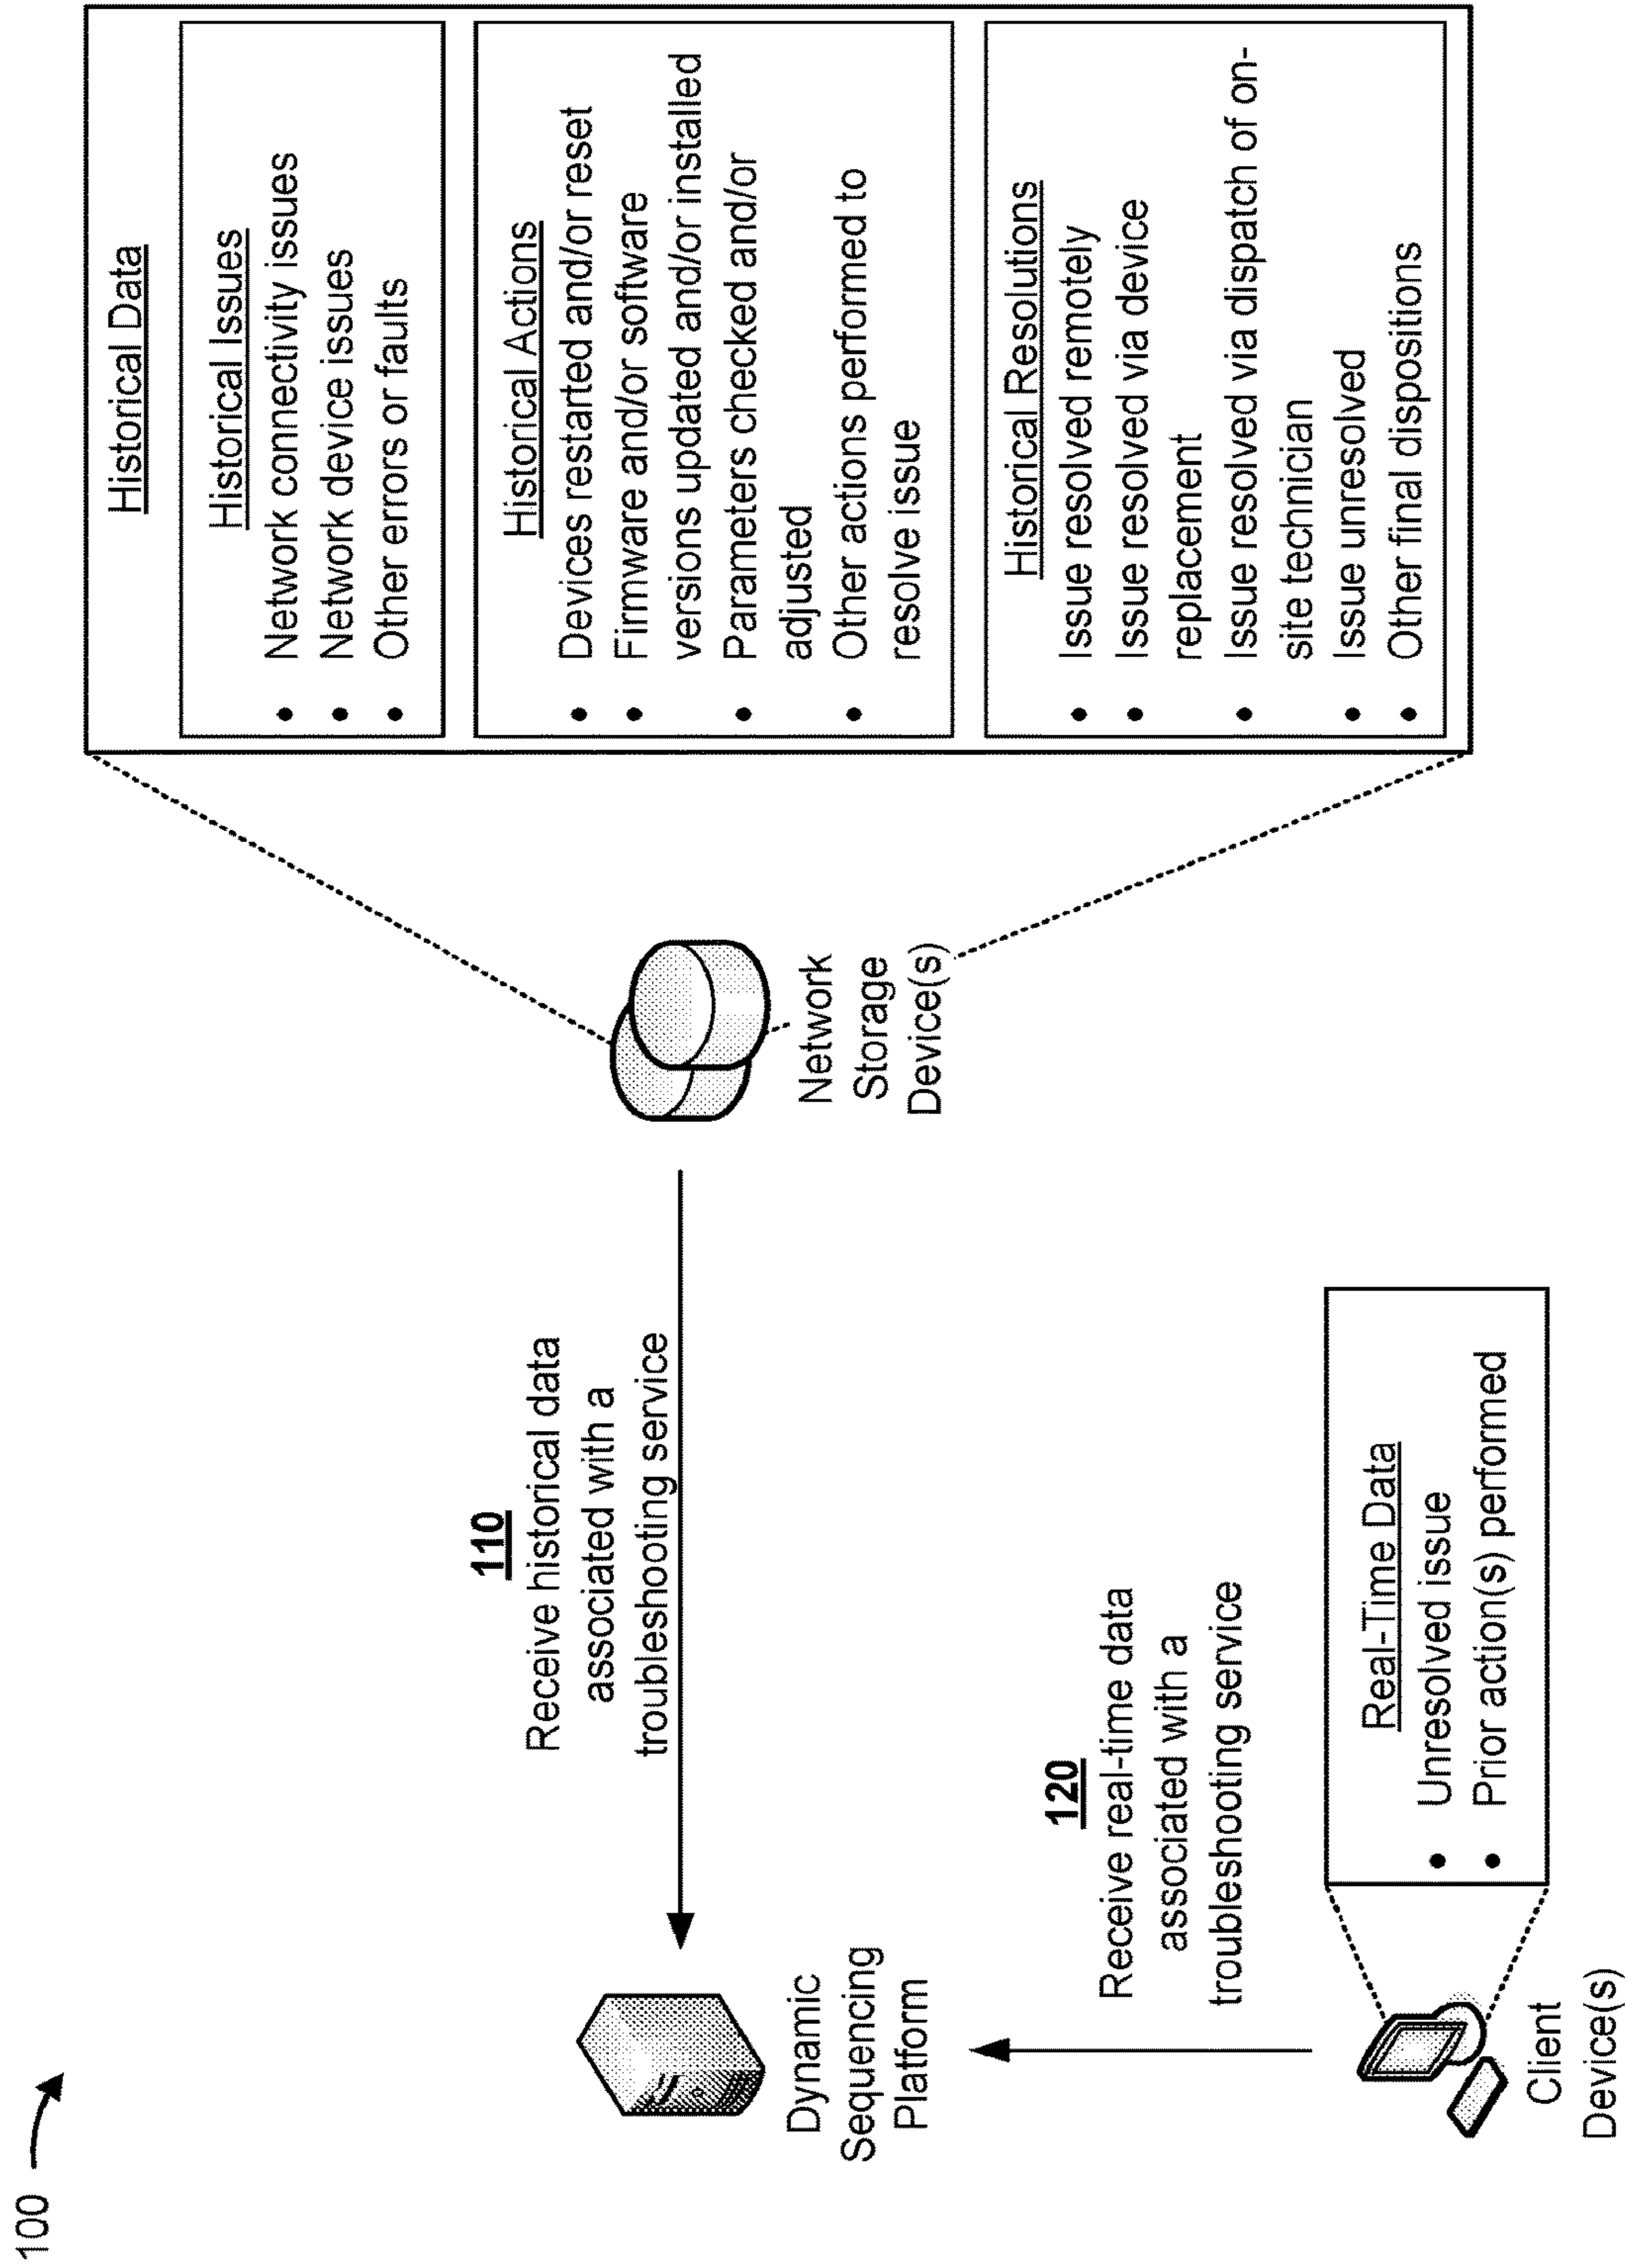 100
110
Receive historical data
associated with a
troubleshooting service
Dynamic
Sequencing
Platform
Network
Storage
Device(s)
Historical Data
Historical Issues
• Network connectivity issues
• Network device issues
• Other errors or faults
Historical Actions
• Devices restarted and/or reset
• Firmware and/or software
versions updated and/or installed
• Parameters checked and/or
adjusted
• Other actions performed to
resolve issue
Historical Resolutions
• Issue resolved remotely
• Issue resolved via device
replacement
• Issue resolved via dispatch of on-
site technician
• Issue unresolved
• Other final dispositions
120
Receive real-time data
associated with a
troubleshooting service
Client
Device(s)
Real-Time Data
• Unresolved issue
• Prior action(s) performed